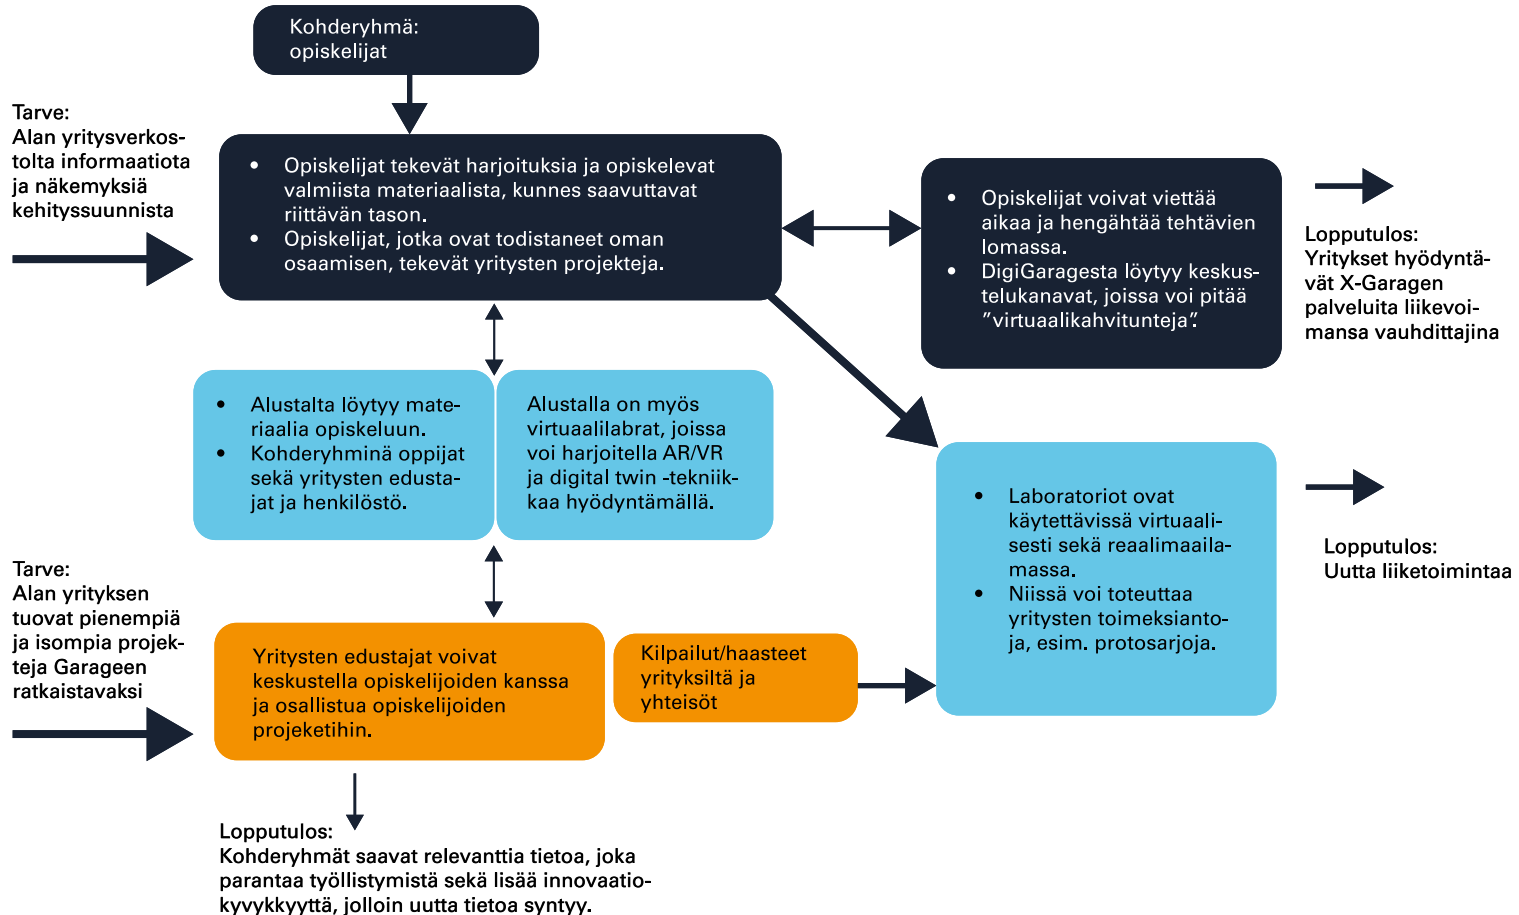 Kohderyhmä:
opiskelijat
Tarve:
Alan yritysverkos-
tolta informaatiota
ja näkemyksiä
kehityssuunnista
• Opiskelijat tekevät harjoituksia ja opiskelevat
valmiista materiaalista, kunnes saavuttavat
riittävän tason.
• Opiskelijat, jotka ovat todistaneet oman
osaamisen, tekevät yritysten projekteja.
• Opiskelijat voivat viettää
aikaa ja hengähtää tehtävien
lomassa.
• DigiGaragesta löytyy keskus-
telukanavat, joissa voi pitää
”virtuaalikahvitunteja”.
Lopputulos:
Yritykset hyödyntä-
vät X-Garagen
palveluita liikevoi-
mansa vauhdittajina
• Alustalta löytyy mate-
riaalia opiskeluun.
• Kohderyhminä oppijat
sekä yritysten edusta-
jat ja henkilöstö.
Alustalla on myös
virtuaalilabrat, joissa
voi harjoitella AR/VR
ja digital twin -tekniik-
kaa hyödyntämällä.
• Laboratoriot ovat
käytettävissä virtuaali-
sesti sekä reaalimaaila-
massa.
• Niissä voi toteuttaa
yritysten toimeksianto-
ja, esim. protosarjoja.
Lopputulos:
Uutta liiketoimintaa
Tarve:
Alan yrityksen
tuovat pienempiä
ja isompia projek-
teja Garageen
ratkaistavaksi
Yritysten edustajat voivat
keskustella opiskelijoiden kanssa
ja osallistua opiskelijoiden
projeketihin.
Kilpailut/haasteet
yrityksiltä ja
yhteisöt
Lopputulos:
Kohderyhmät saavat relevanttia tietoa, joka
parantaa työllistymistä sekä lisää innovaatio-
kyvykkyyttä, jolloin uutta tietoa syntyy.